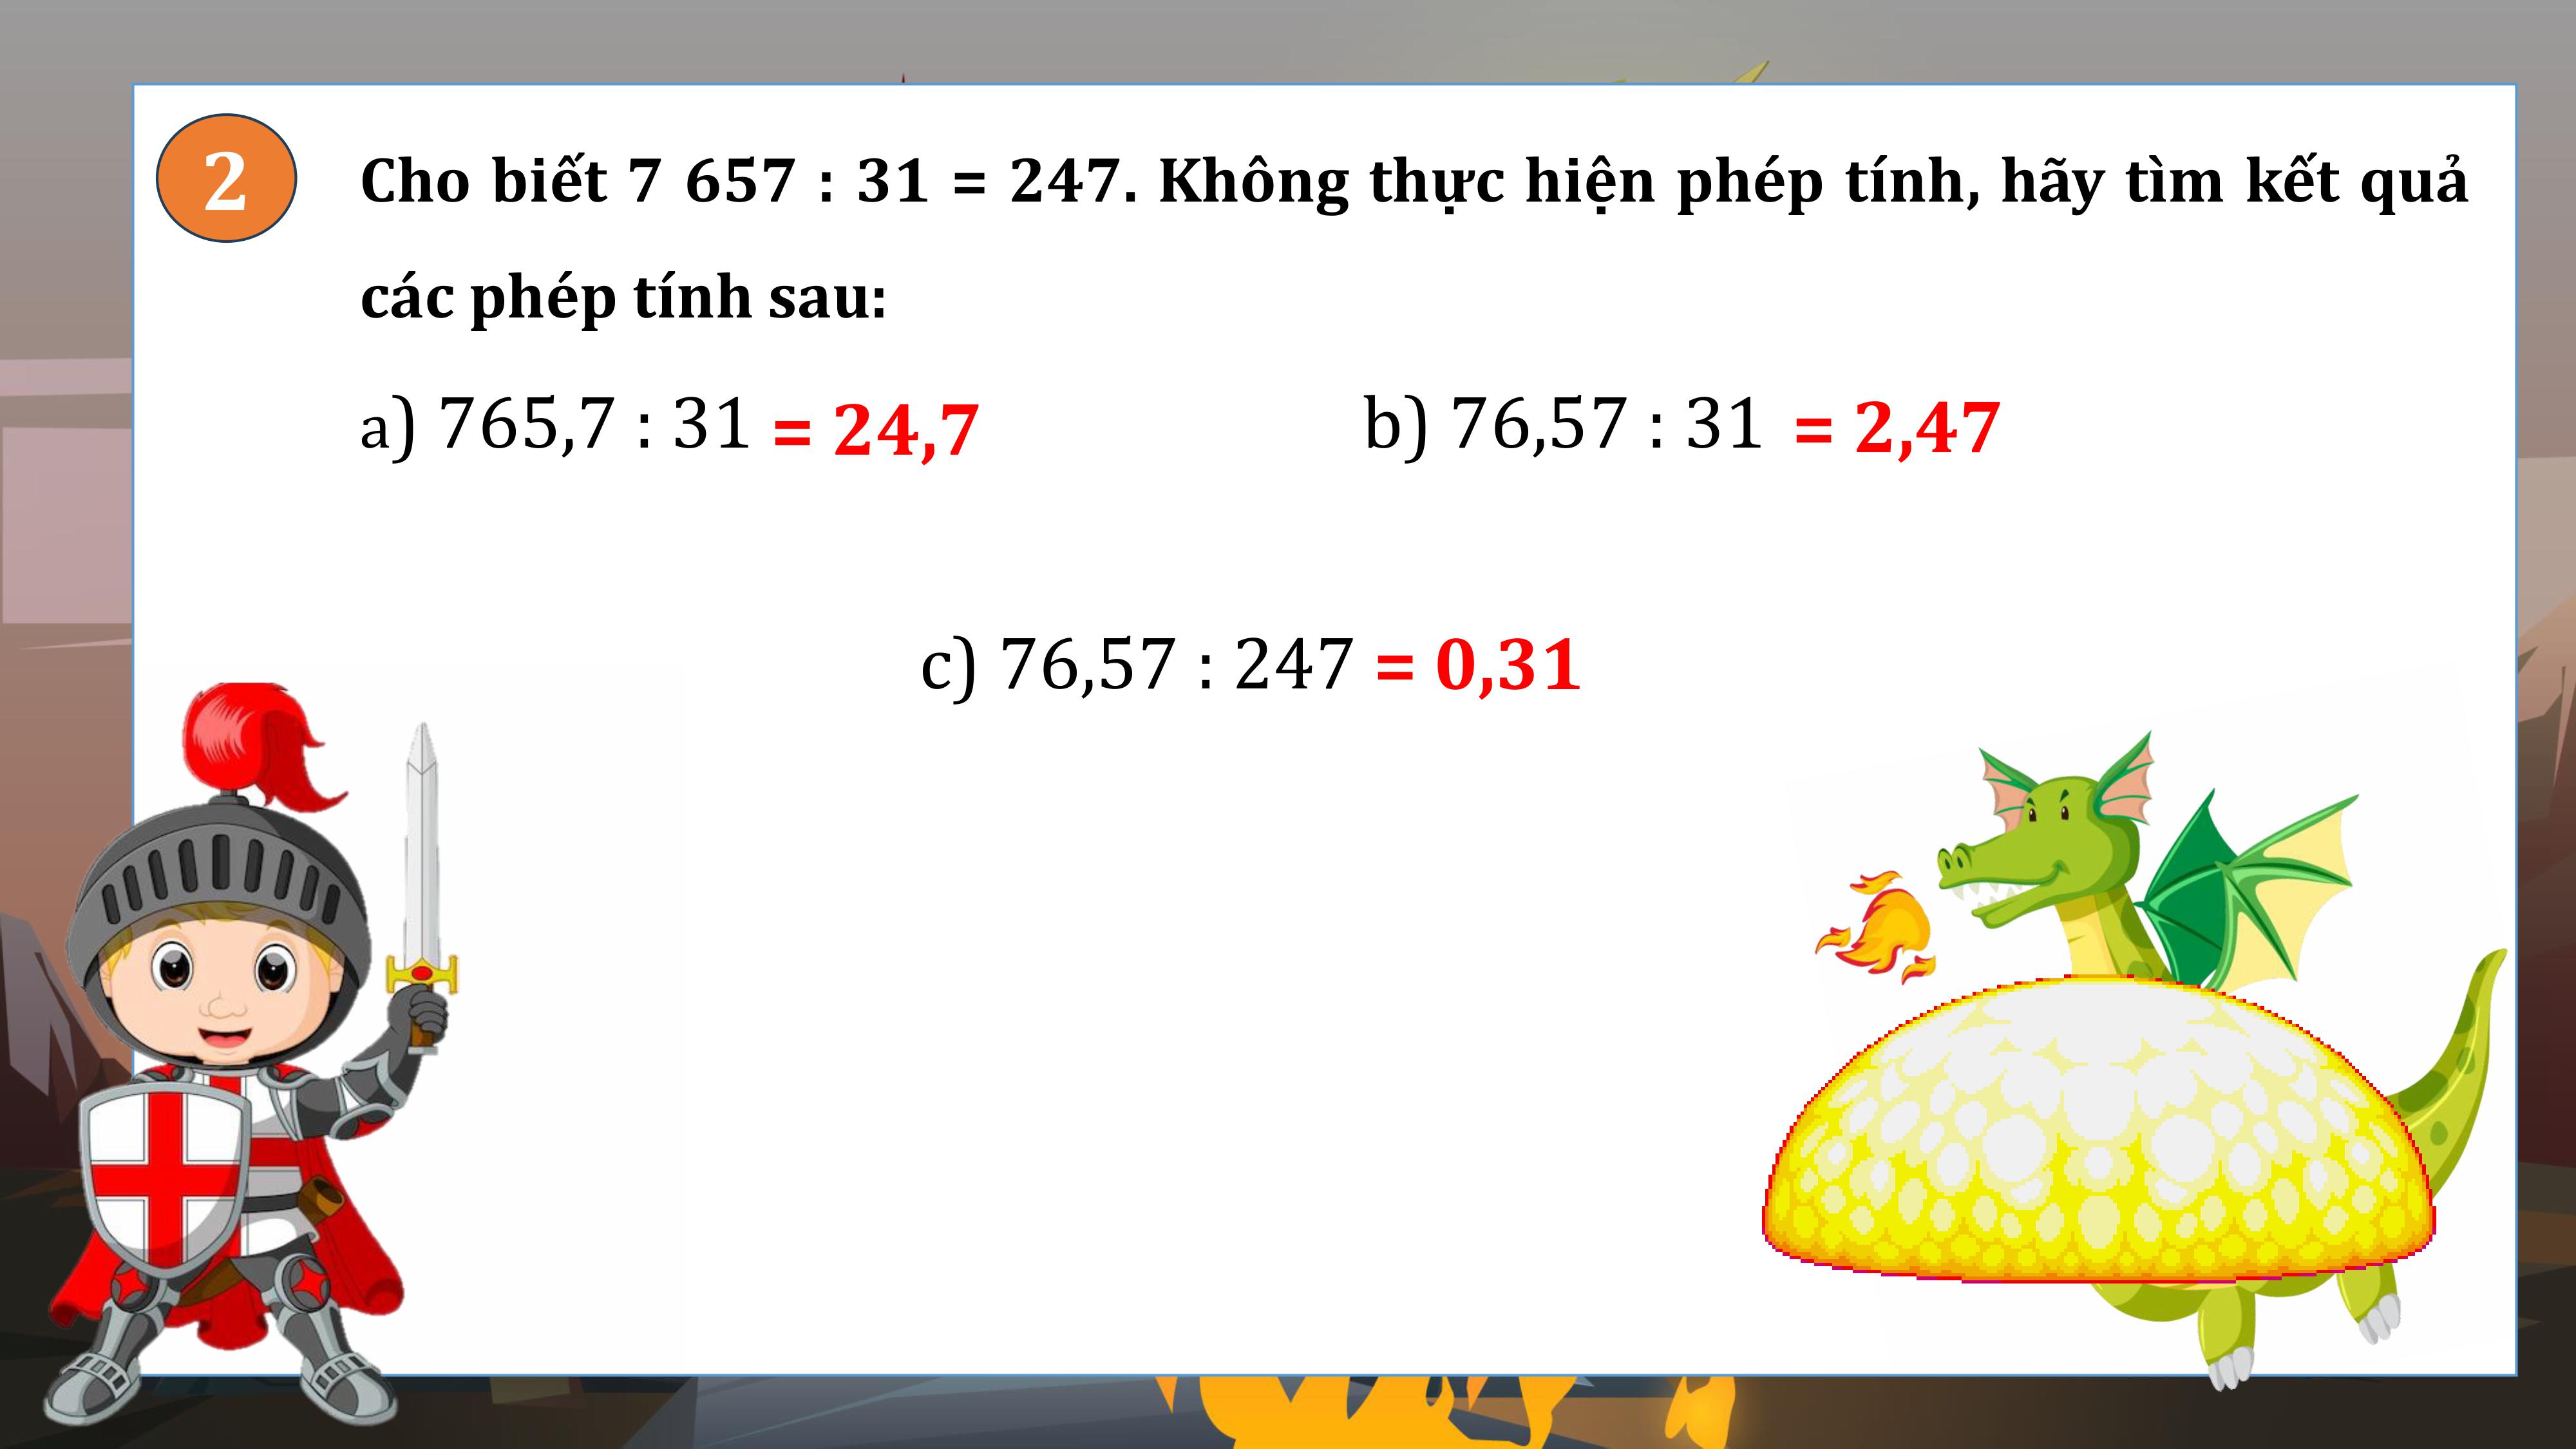 2
Cho biết 7 657 : 31 = 247. Không thực hiện phép tính, hãy tìm kết quả
các phép tính sau:
a) 765,7 : 31 = 24,7
b) 76,57 : 31 = 2,47
c) 76,57 : 247 = 0,31